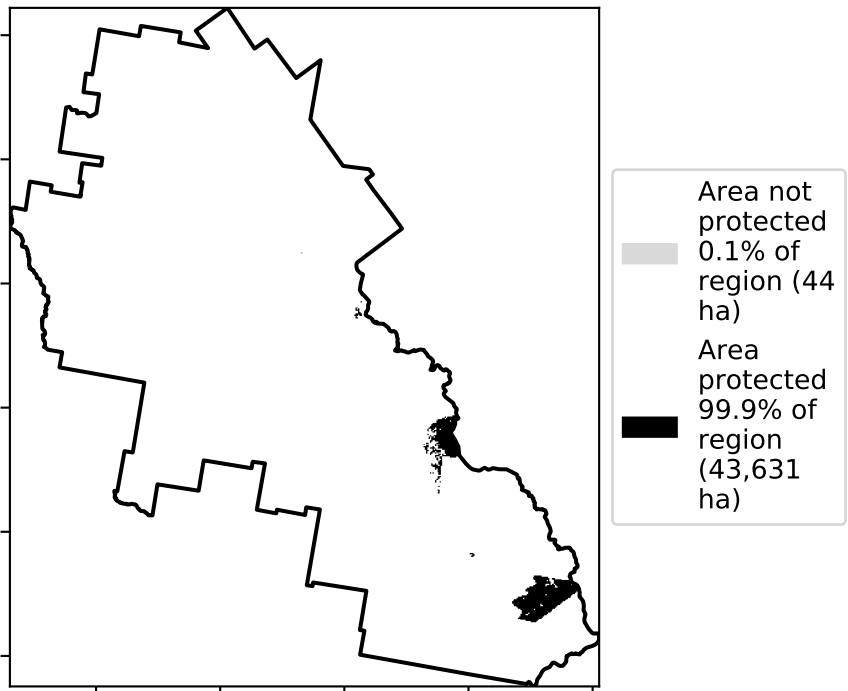 Area not
protected
0.1% of
region (44
ha)
Area
protected
99.9% of
region
(43,631
ha)